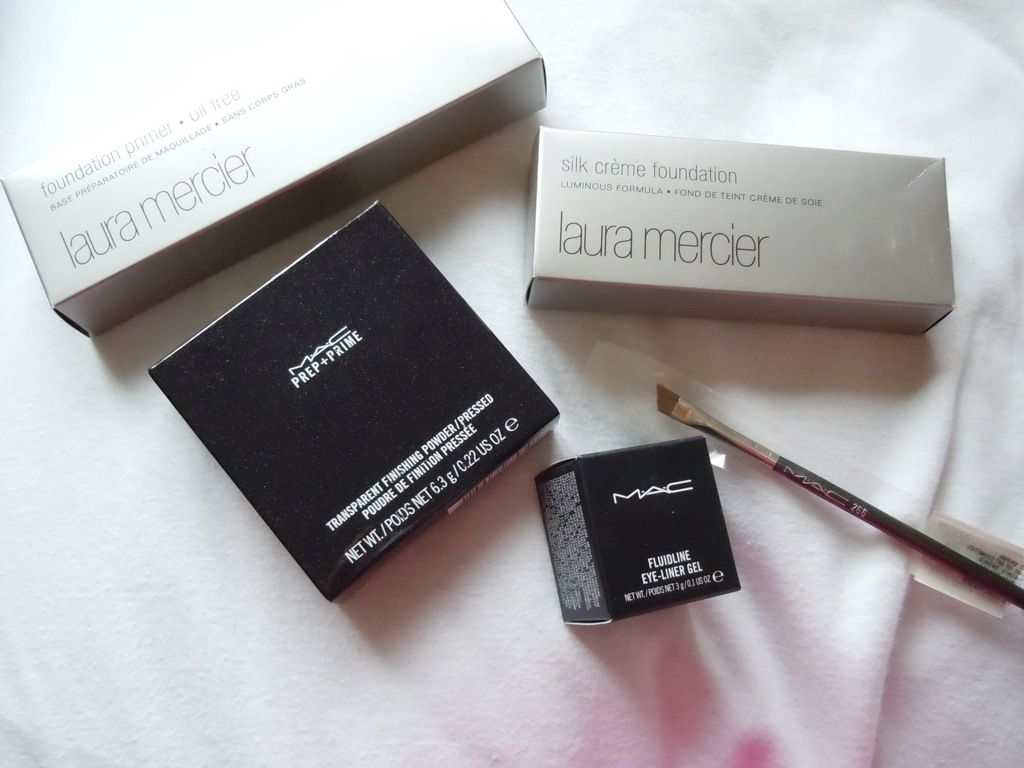 foundation primer • oil free
BASE PRÉPARATOIRE DE MAQUILLAGE • SANS CORPS GRAS
laura mercier
silk crème foundation
LUMINOUS FORMULA • FOND DE TEINT CRÈME DE SOIE
laura mercier
MAC
PREP+PRIME
TRANSPARENT FINISHING POWDER/PRESSED
POUDRE DE FINITION PRESSÉE
NET WT./POIDS NET 6.3 g/0.22 US OZ ℮
MAC
FLUIDLINE
EYE-LINER GEL
NET WT./POIDS NET 3 g/0.1 US OZ ℮
MAC 266